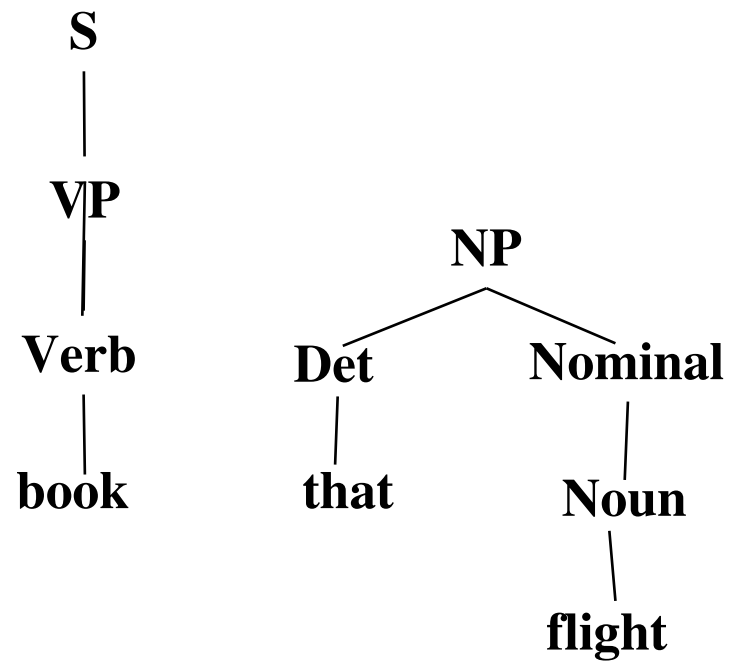 S
VP
NP
Verb
Det
Nominal
book
that
Noun
flight